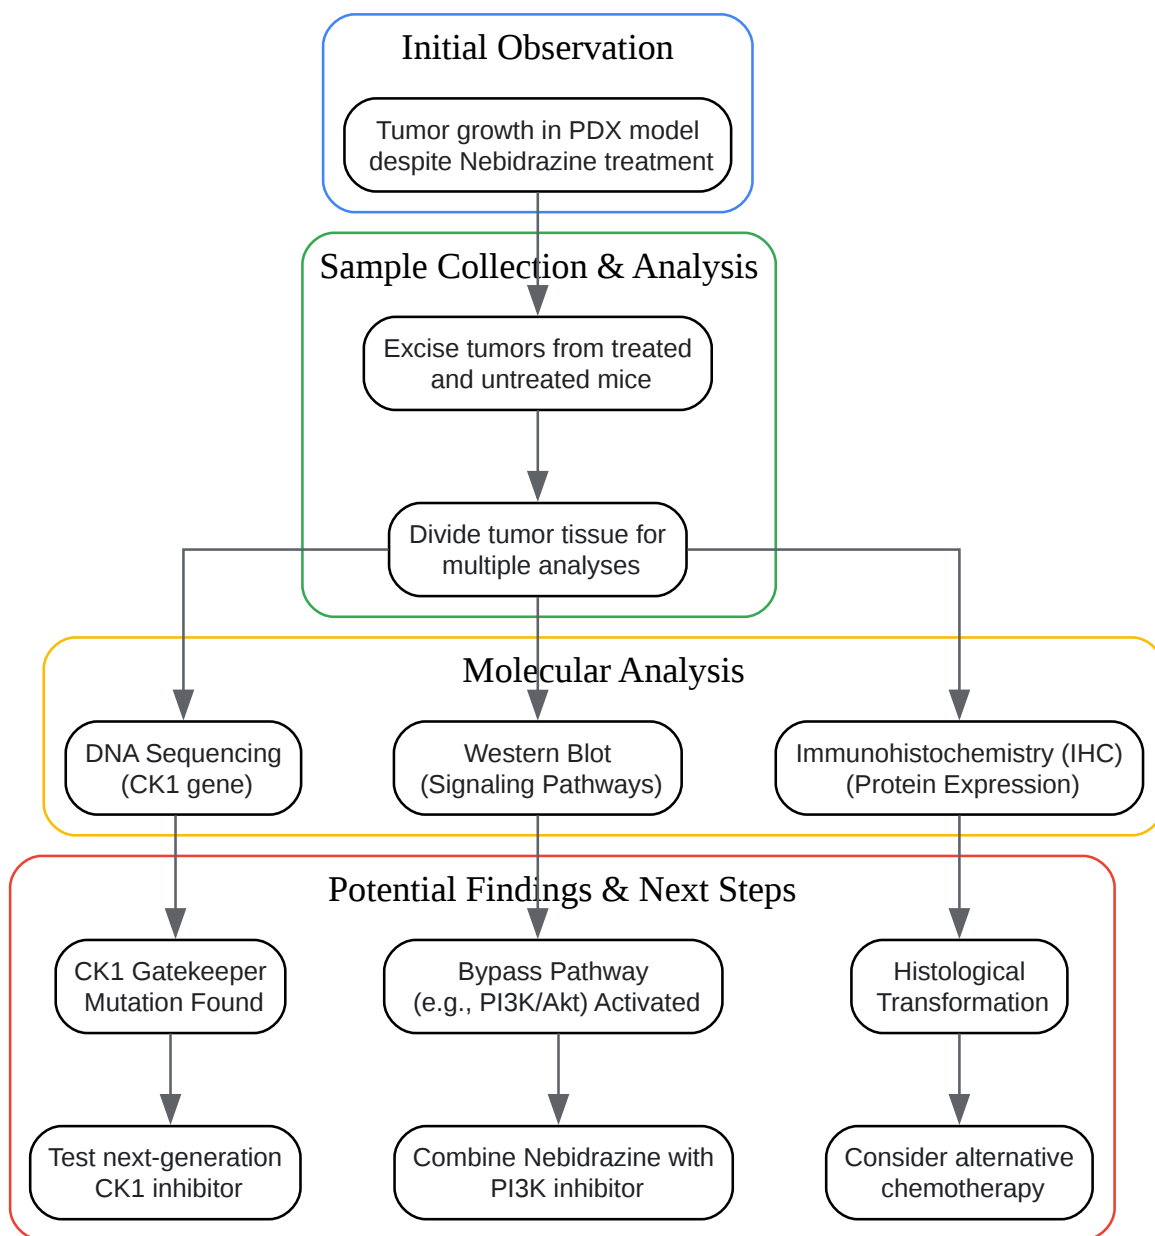 Initial Observation
Tumor growth in PDX model
despite Nebidrazine treatment
Sample Collection & Analysis
Excise tumors from treated
and untreated mice
Divide tumor tissue for
multiple analyses
Molecular Analysis
DNA Sequencing
(CK1 gene)
Western Blot
(Signaling Pathways)
Immunohistochemistry (IHC)
(Protein Expression)
Potential Findings & Next Steps
CK1 Gatekeeper
Mutation Found
Bypass Pathway
(e.g., PI3K/Akt) Activated
Histological
Transformation
Test next-generation
CK1 inhibitor
Combine Nebidrazine with
PI3K inhibitor
Consider alternative
chemotherapy